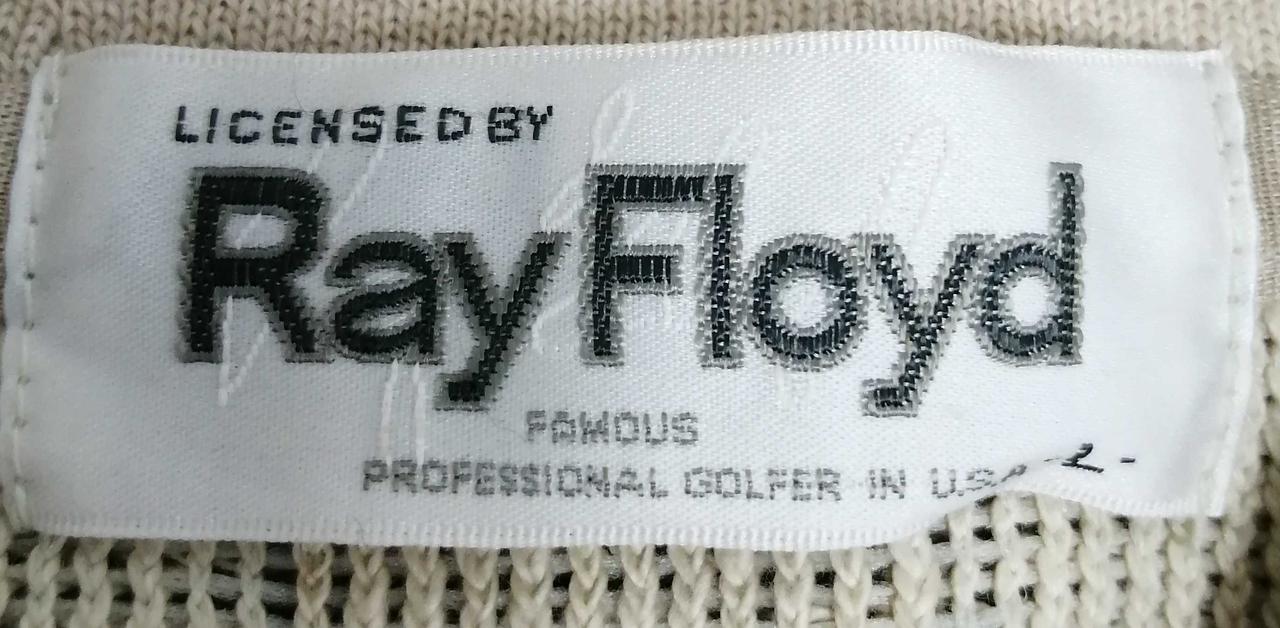 LICENSED BY
Ray Floyd
FAMOUS
PROFESSIONAL GOLFER IN U.S.A